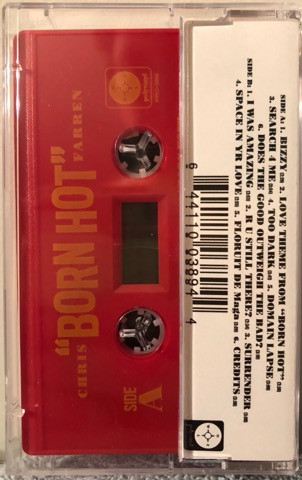 CHRIS "BORN HOT" FARREN
SIDE A
SIDE A: 1. BIZZY 2. LOVE THEME FROM "BORN HOT"
3. SEARCH 4 ME 4. TOO DARK 5. DOMAIN LAPSE
6. DOES THE GOOD OUTWEIGH THE BAD?
SIDE B: 1. I WAS AMAZING 2. R U STILL THERE? 3. SURRENDER
4. SPACE IN YR LOVE 5. FLORUIT DE Maga 6. CREDITS
6 44110 03894 4